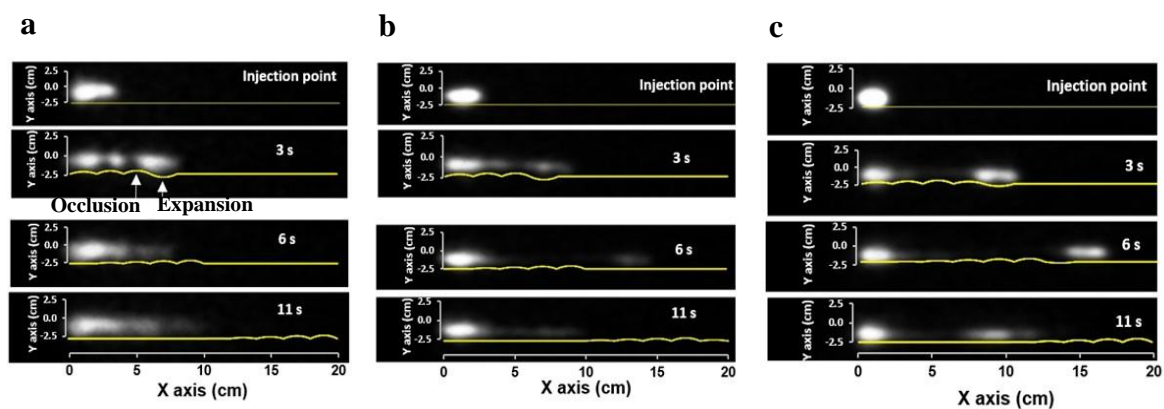 a
Y axis (cm)
2.5
0.0
-2.5
Injection point
Y axis (cm)
2.5
0.0
-2.5
3 s
Occlusion
Expansion
Y axis (cm)
2.5
0.0
-2.5
6 s
Y axis (cm)
2.5
0.0
-2.5
11 s
0 5 10 15 20
X axis (cm)
b
Y axis (cm)
2.5
0.0
-2.5
Injection point
Y axis (cm)
2.5
0.0
-2.5
3 s
Y axis (cm)
2.5
0.0
-2.5
6 s
Y axis (cm)
2.5
0.0
-2.5
11 s
0 5 10 15 20
X axis (cm)
c
Y axis (cm)
2.5
0.0
-2.5
Injection point
Y axis (cm)
2.5
0.0
-2.5
3 s
Y axis (cm)
2.5
0.0
-2.5
6 s
Y axis (cm)
2.5
0.0
-2.5
11 s
0 5 10 15 20
X axis (cm)